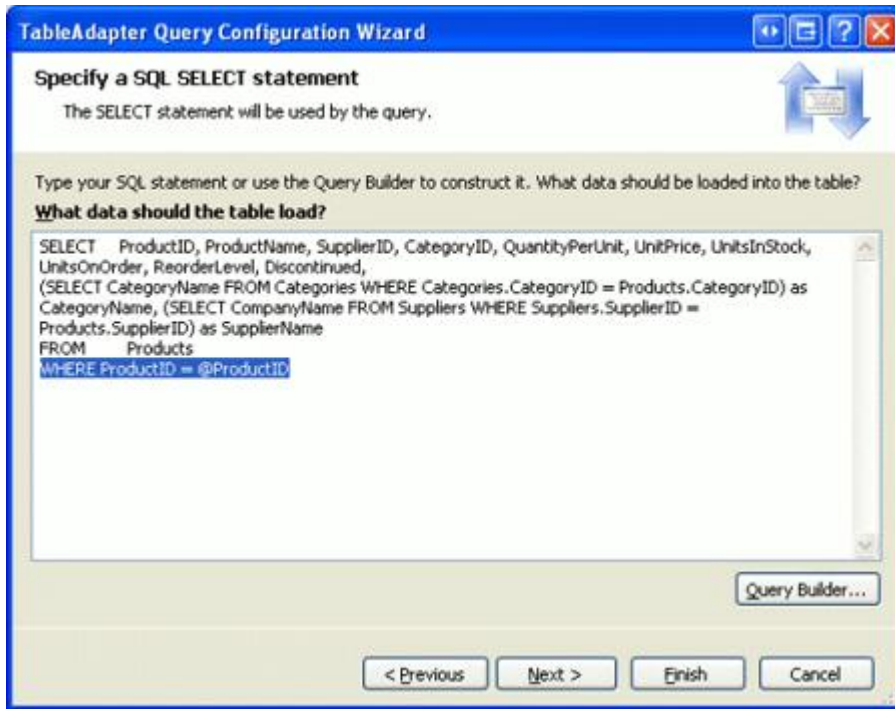 TableAdapter Query Configuration Wizard
Specify a SQL SELECT statement
The SELECT statement will be used by the query.
Type your SQL statement or use the Query Builder to construct it. What data should be loaded into the table?
What data should the table load?
SELECT ProductID, ProductName, SupplierID, CategoryID, QuantityPerUnit, UnitPrice, UnitsInStock,
UnitsOnOrder, ReorderLevel, Discontinued,
(SELECT CategoryName FROM Categories WHERE Categories.CategoryID = Products.CategoryID) as
CategoryName, (SELECT CompanyName FROM Suppliers WHERE Suppliers.SupplierID =
Products.SupplierID) as SupplierName
FROM Products
WHERE ProductID = @ProductID
Query Builder...
< Previous Next > Finish Cancel